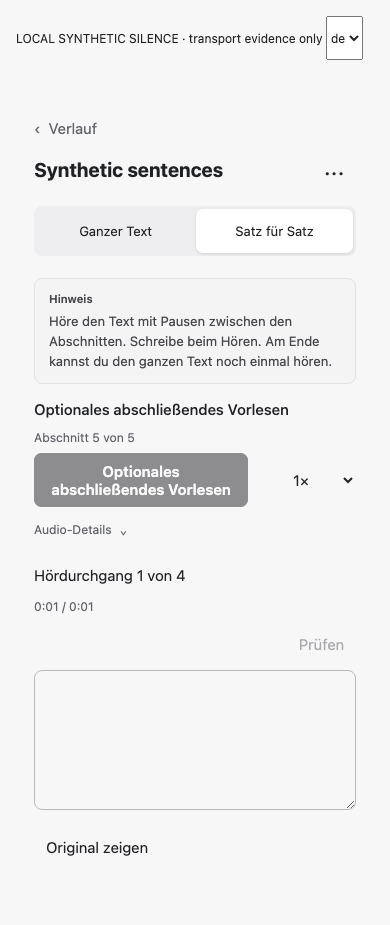 LOCAL SYNTHETIC SILENCE · transport evidence only de
‹ Verlauf
Synthetic sentences ...
Ganzer Text Satz für Satz
Hinweis
Höre den Text mit Pausen zwischen den
Abschnitten. Schreibe beim Hören. Am Ende
kannst du den ganzen Text noch einmal hören.
Optionales abschließendes Vorlesen
Abschnitt 5 von 5
Optionales
abschließendes Vorlesen
1×
Audio-Details
Hördurchgang 1 von 4
0:01 / 0:01
Prüfen
Original zeigen